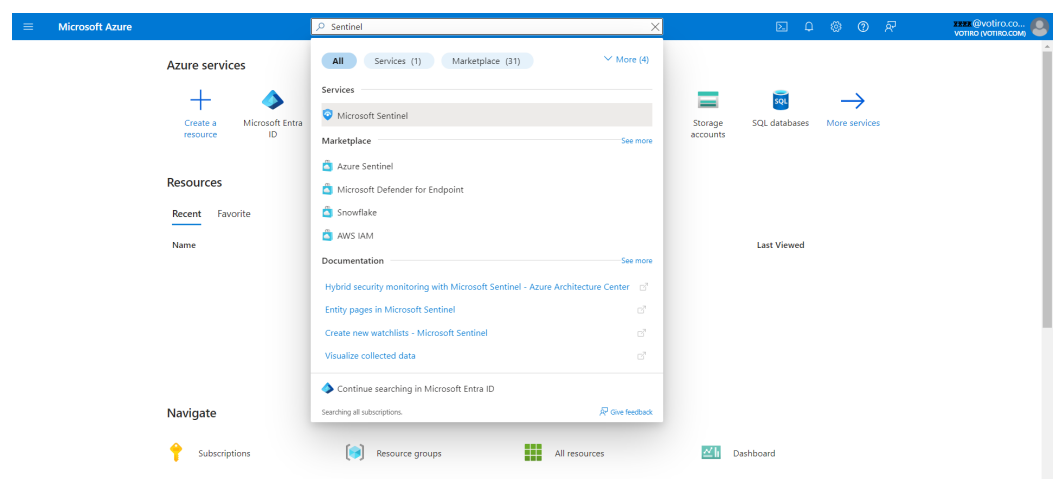 Microsoft Azure
Sentinel
xxxx@votiro.co...
VOTIRO (VOTIRO.COM)
All
Services (1)
Marketplace (31)
More (4)
Services
Microsoft Sentinel
Marketplace
See more
Azure Sentinel
Microsoft Defender for Endpoint
Snowflake
AWS IAM
Documentation
See more
Hybrid security monitoring with Microsoft Sentinel - Azure Architecture Center
Entity pages in Microsoft Sentinel
Create new watchlists - Microsoft Sentinel
Visualize collected data
Continue searching in Microsoft Entra ID
Searching all subscriptions.
Give feedback
Azure services
Create a
resource
Microsoft Entra
ID
Storage
accounts
SQL
SQL databases
More services
Resources
Recent
Favorite
Name
Last Viewed
Navigate
Subscriptions
Resource groups
All resources
Dashboard